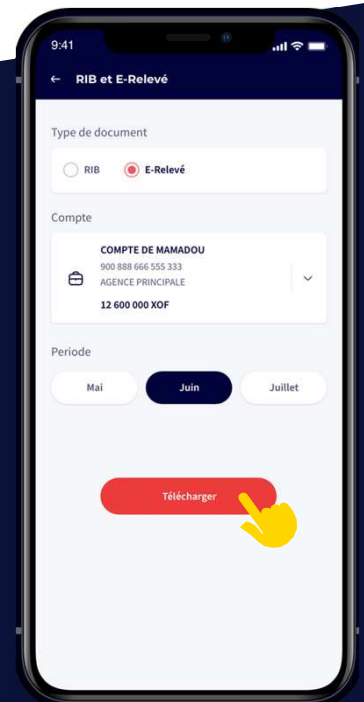 9:41
← RIB et E-Relevé
Type de document
RIB E-Relevé
Compte
COMPTE DE MAMADOU
900 888 666 555 333
AGENCE PRINCIPALE
12 600 000 XOF
Periode
Mai Juin Juillet
Télécharger